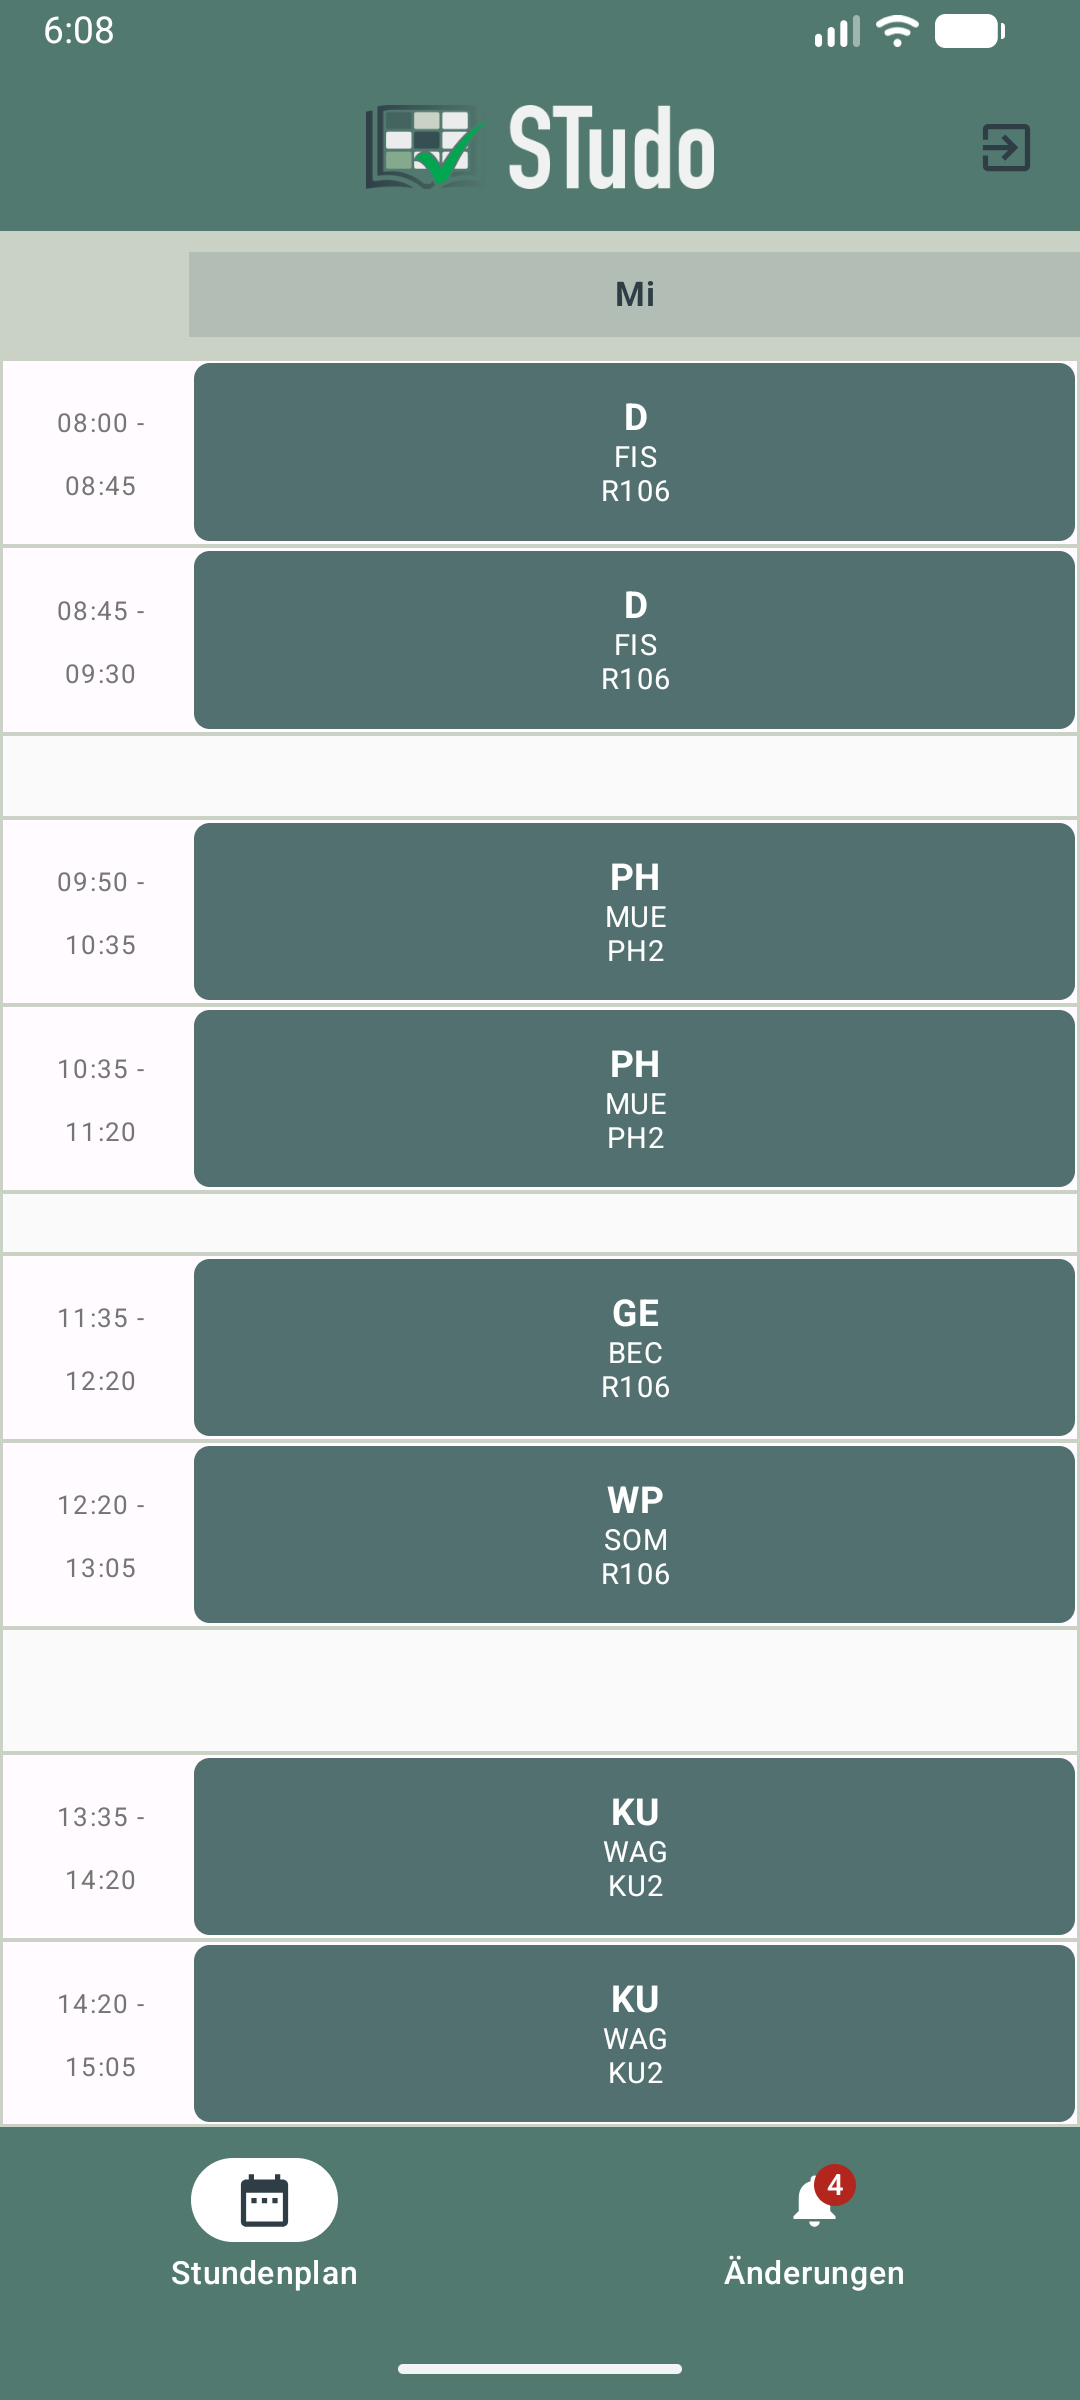 6:08
STudo
Mi
08:00 -
08:45
D
FIS
R106
08:45 -
09:30
D
FIS
R106
09:50 -
10:35
PH
MUE
PH2
10:35 -
11:20
PH
MUE
PH2
11:35 -
12:20
GE
BEC
R106
12:20 -
13:05
WP
SOM
R106
13:35 -
14:20
KU
WAG
KU2
14:20 -
15:05
KU
WAG
KU2
4
Stundenplan
Änderungen